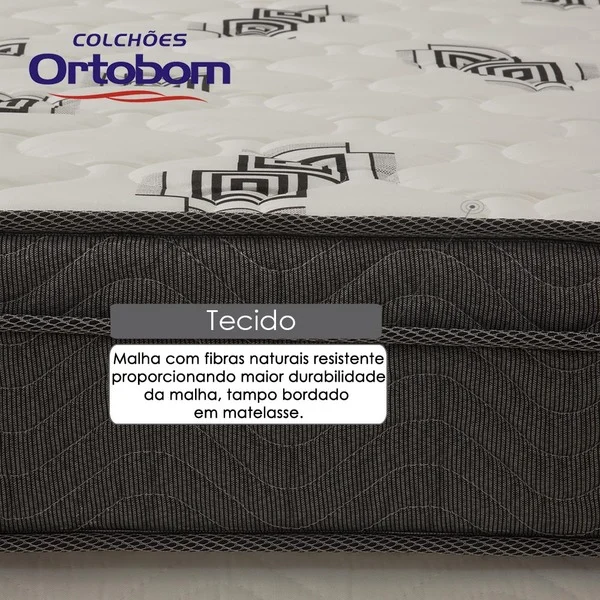 COLCHÕES
Ortobom
Tecido
Malha com fibras naturais resistente
proporcionando maior durabilidade
da malha, tampo bordado
em matelasse.